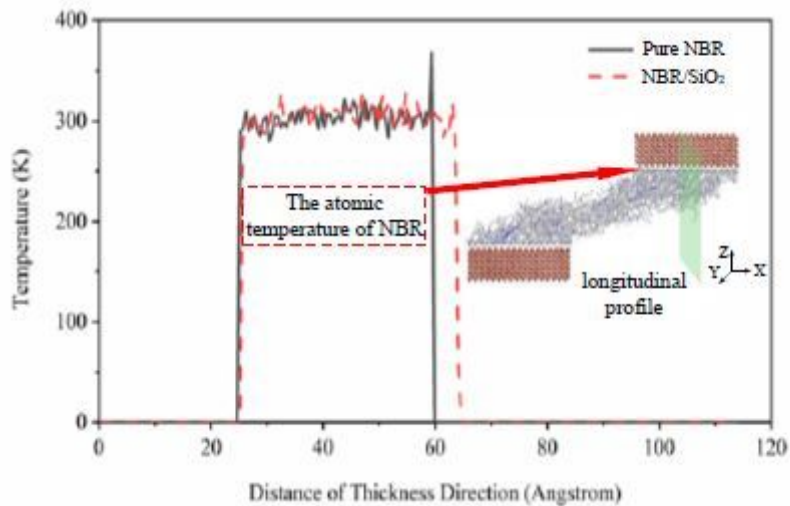 400
300
200
100
0
Temperature (K)
Pure NBR
NBR/SiO₂
The atomic
temperature of NBR
longitudinal
profile
Z
Y
X
0 20 40 60 80 100 120
Distance of Thickness Direction (Angstrom)